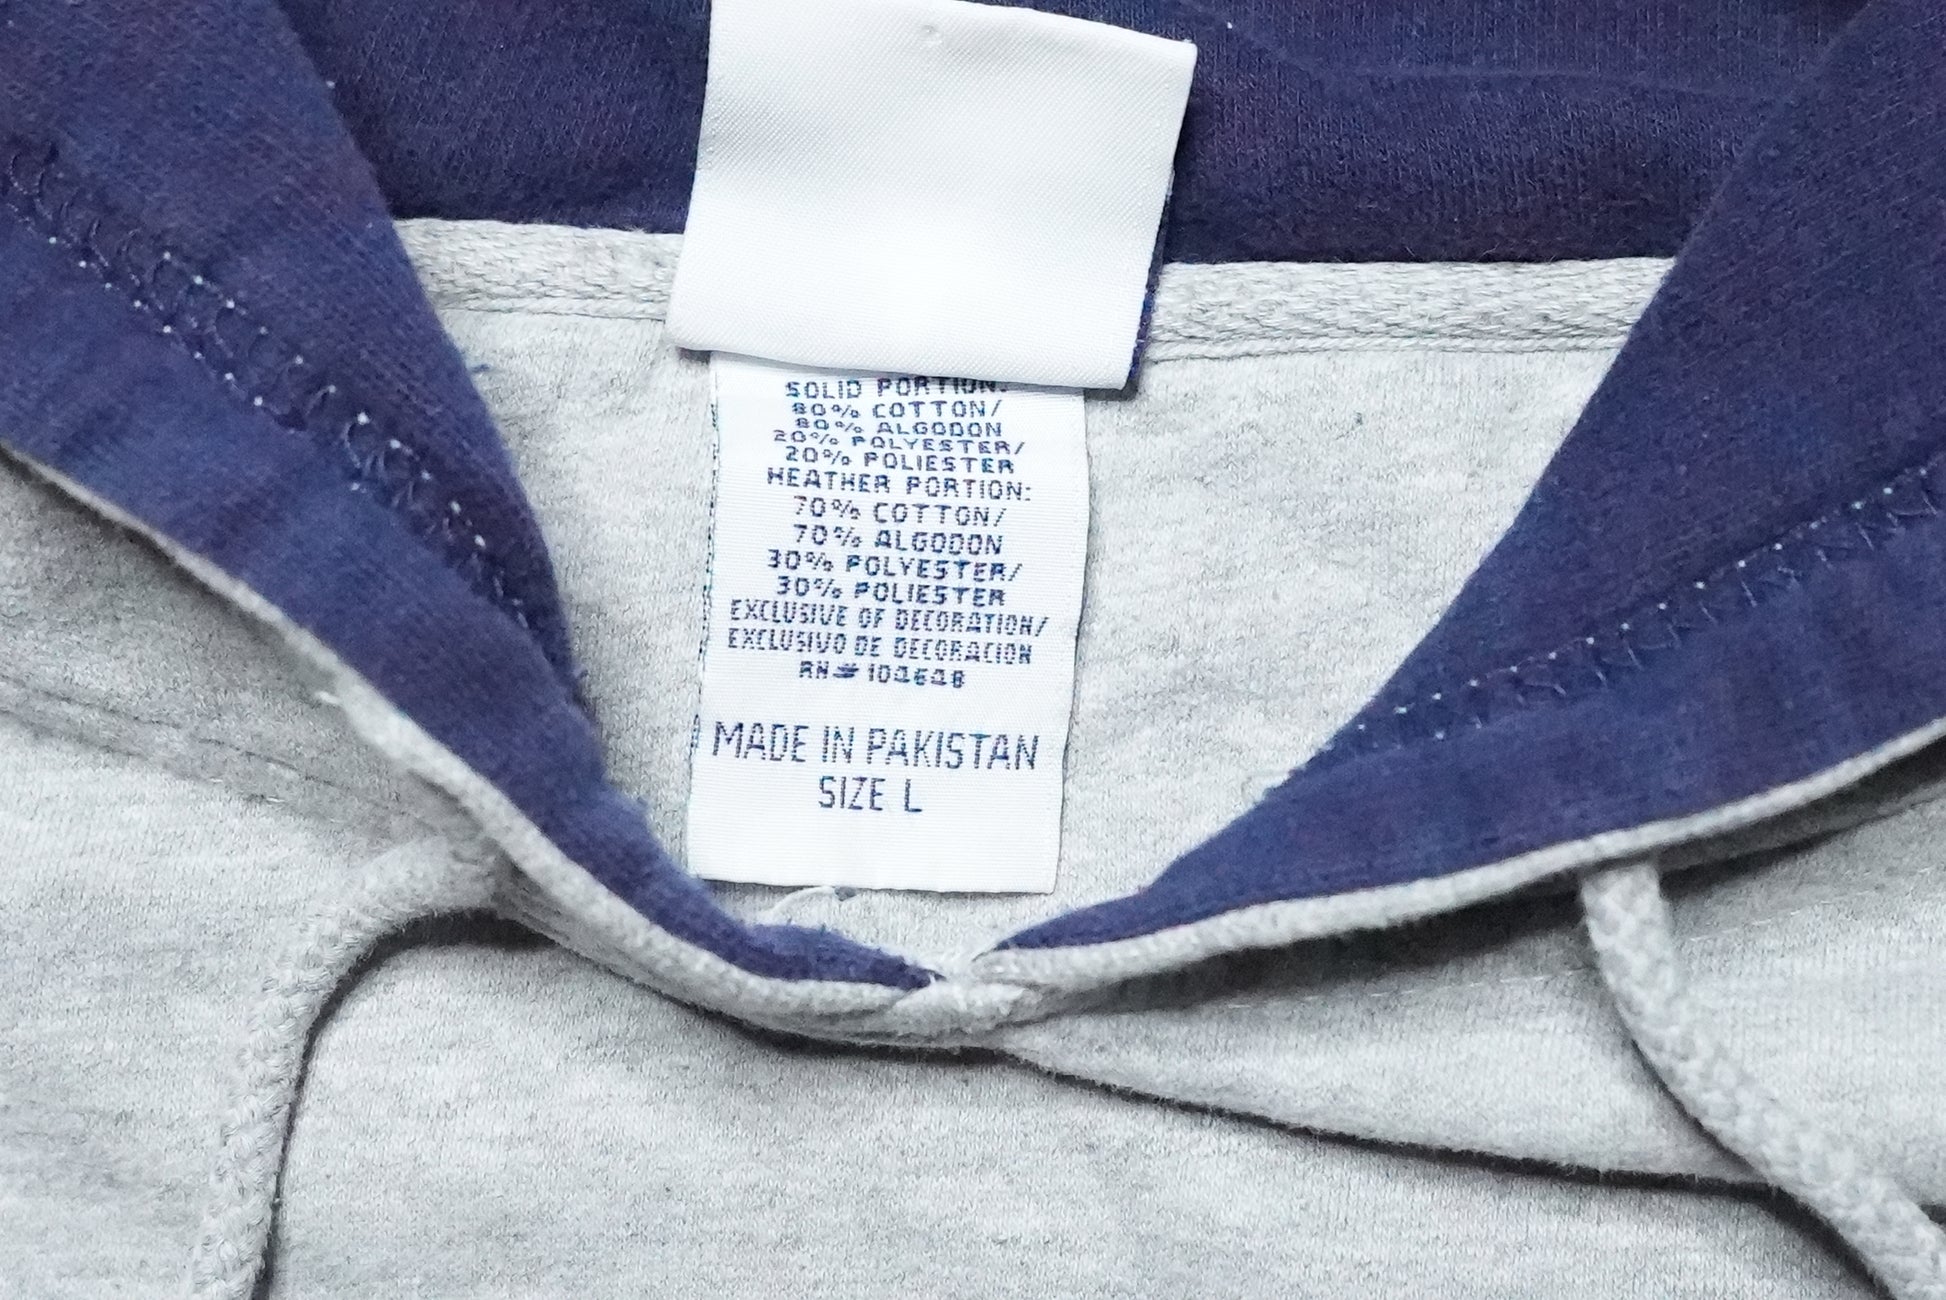 SOLID PORTION:
80% COTTON/
80% ALGODON
20% POLYESTER/
20% POLIESTER
HEATHER PORTION:
70% COTTON/
70% ALGODON
30% POLYESTER/
30% POLIESTER
EXCLUSIVE OF DECORATION/
EXCLUSIVO DE DECORACION
RN# 104648
MADE IN PAKISTAN
SIZE L